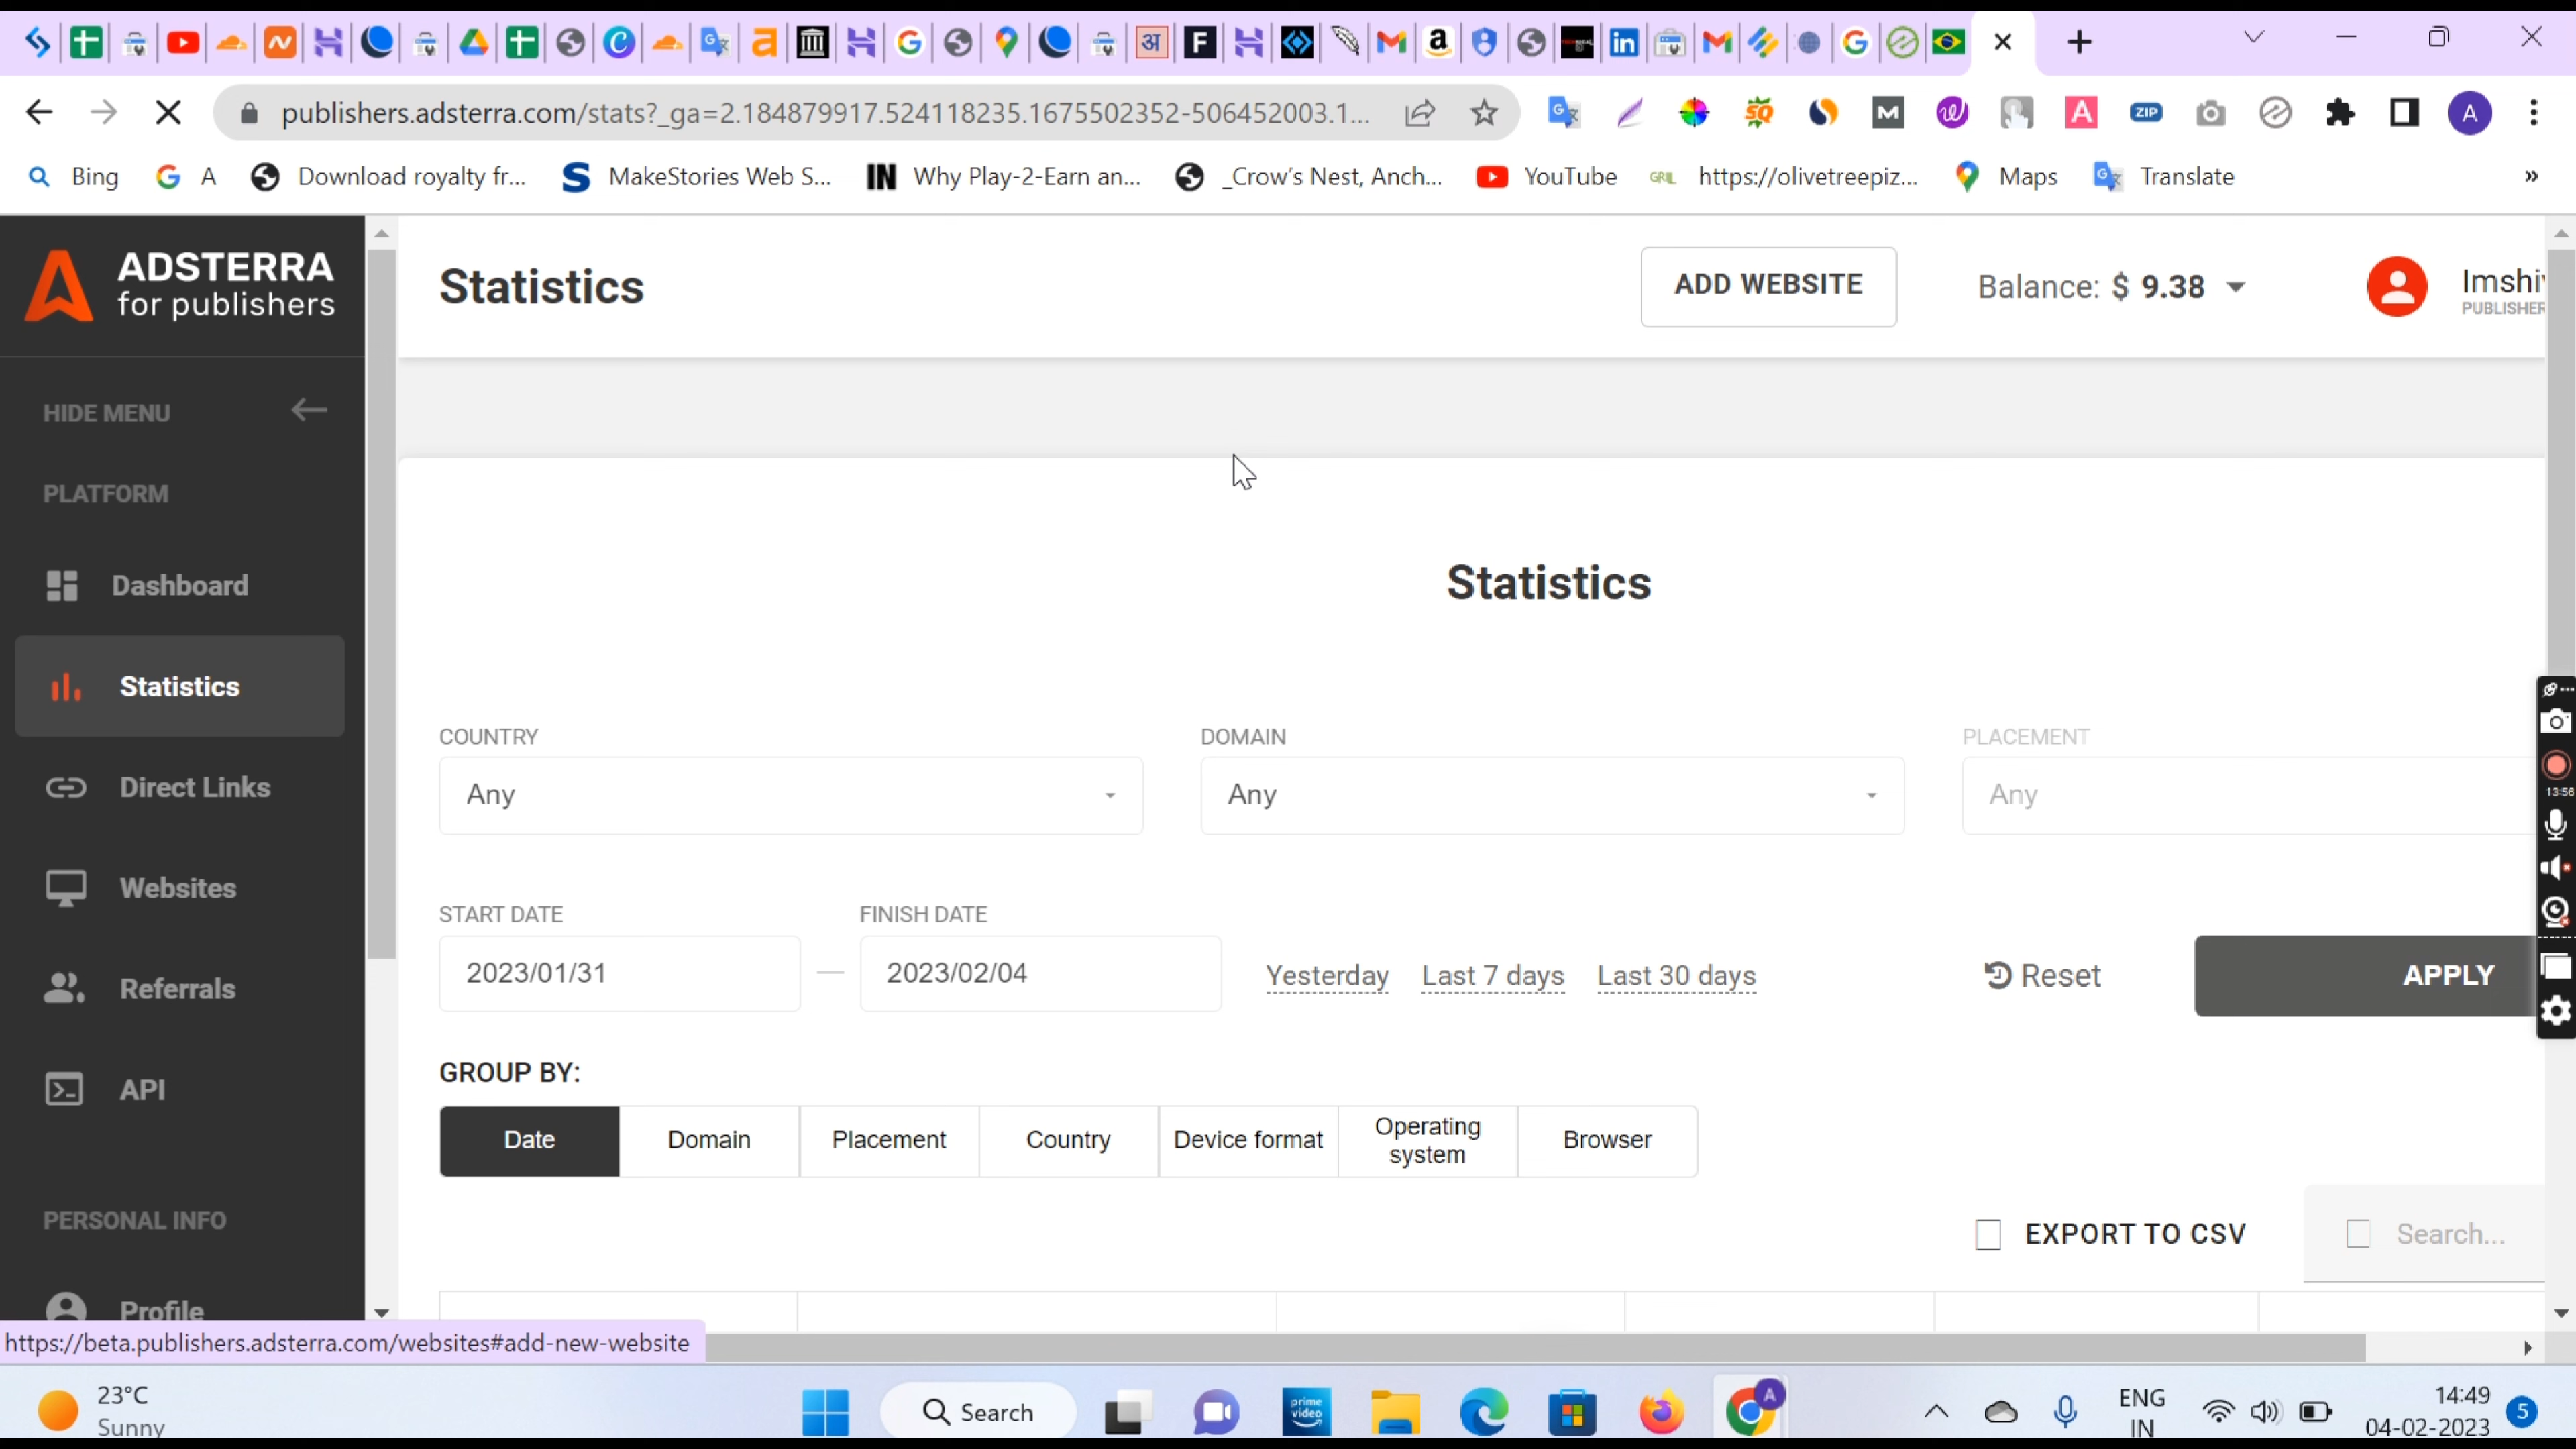 publishers.adsterra.com/stats?_ga=2.184879917.524118235.1675502352-506452003.1...
Bing
A
Download royalty fr...
MakeStories Web S...
Why Play-2-Earn an...
_Crow's Nest, Anch...
YouTube
https://olivetreepiz...
Maps
Translate
»
ADSTERRA
for publishers
Statistics
ADD WEBSITE
Balance: $ 9.38
Imshi
PUBLISHER
HIDE MENU
PLATFORM
Dashboard
Statistics
Direct Links
Websites
Referrals
API
PERSONAL INFO
Profile
Statistics
COUNTRY
Any
DOMAIN
Any
PLACEMENT
Any
START DATE
2023/01/31
—
FINISH DATE
2023/02/04
Yesterday
Last 7 days
Last 30 days
Reset
APPLY
13:58
GROUP BY:
Date
Domain
Placement
Country
Device format
Operating
system
Browser
EXPORT TO CSV
Search...
https://beta.publishers.adsterra.com/websites#add-new-website
23°C
Sunny
Search
prime
video
A
ENG
IN
14:49
04-02-2023
5